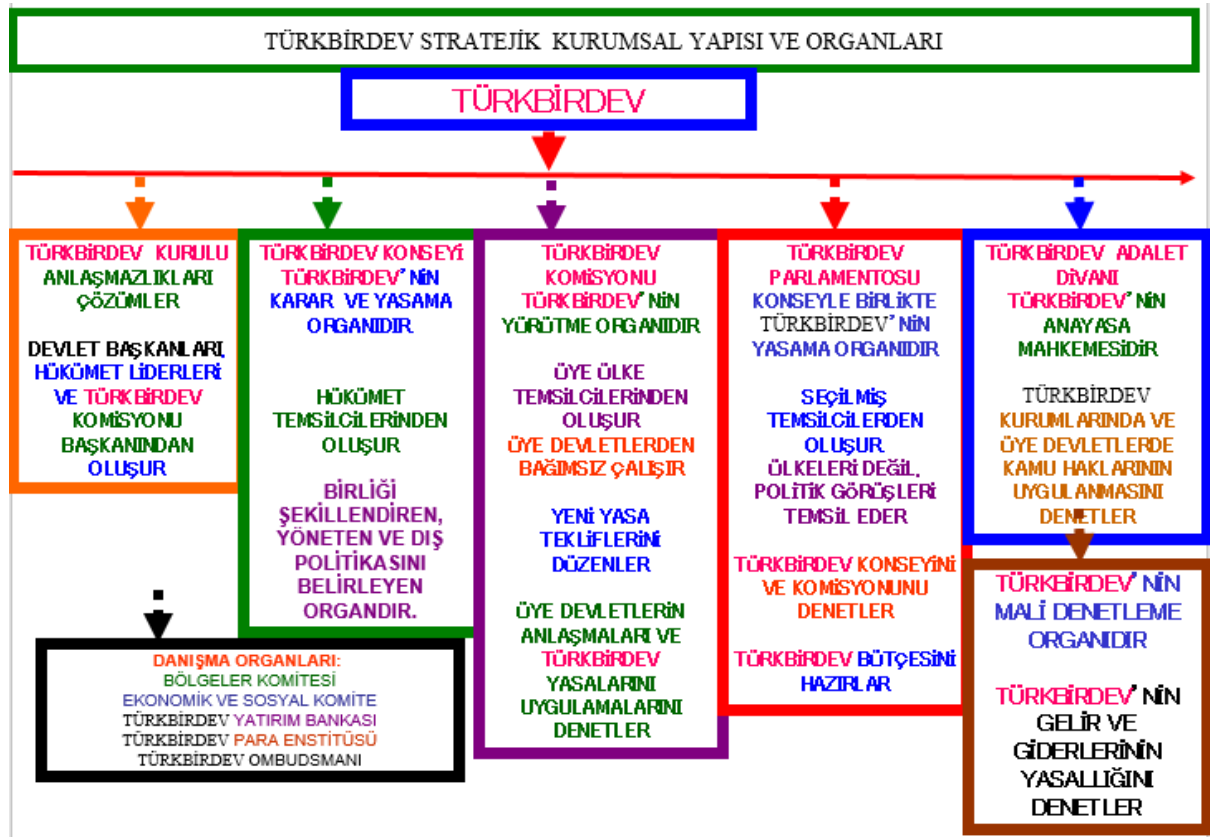 TÜRKBİRDEV STRATEJİK KURUMSAL YAPISI VE ORGANLARI
TÜRKBİRDEV
TÜRKBİRDEV KURULU
ANLAŞMAZLIKLARI
ÇÖZÜMLER
DEVLET BAŞKANLARI,
HÜKÜMET LİDERLERİ
VE TÜRKBİRDEV
KOMİSYONU
BAŞKANINDAN
OLUŞUR
TÜRKBİRDEV KONSEYİ
TÜRKBİRDEV'NİN
KARAR VE YASAMA
ORGANIDIR
HÜKÜMET
TEMSİLCİLERİNDEN
OLUŞUR
BİRLİĞİ
ŞEKİLLENDİREN,
YÖNETEN VE DIŞ
POLİTİKASINI
BELİRLEYEN
ORGANDIR.
TÜRKBİRDEV
KOMİSYONU
TÜRKBİRDEV'NİN
YÜRÜTME ORGANIDIR
ÜYE ÜLKE
TEMSİLCİLERİNDEN
OLUŞUR
ÜYE DEVLETLERDEN
BAĞIMSIZ ÇALIŞIR
YENİ YASA
TEKLİFLERİNİ
DÜZENLER
ÜYE DEVLETLERİN
ANLAŞMALARI VE
TÜRKBİRDEV
YASALARINI
UYGULAMALARINI
DENETLER
TÜRKBİRDEV
PARLAMENTOSU
KONSEYLE BİRLİKTE
TÜRKBİRDEV'NİN
YASAMA ORGANIDIR
SEÇİLMİŞ
TEMSİLCİLERDEN
OLUŞUR
ÜLKELERİ DEĞİL,
POLİTİK GÖRÜŞLERİ
TEMSİL EDER
TÜRKBİRDEV KONSEYİNİ
VE KOMİSYONUNU
DENETLER
TÜRKBİRDEV BÜTÇESİNİ
HAZIRLAR
TÜRKBİRDEV ADALET
DİVANI
TÜRKBİRDEV'NİN
ANAYASA
MAHKEMESİDİR
TÜRKBİRDEV
KURUMLARINDA VE
ÜYE DEVLETLERDE
KAMU HAKLARININ
UYGULANMASINI
DENETLER
TÜRKBİRDEV'NİN
MALİ DENETLEME
ORGANIDIR
TÜRKBİRDEV'NİN
GELİR VE
GİDERLERİNİN
YASALLIĞINI
DENETLER
DANIŞMA ORGANLARI:
BÖLGELER KOMİTESİ
EKONOMİK VE SOSYAL KOMİTE
TÜRKBİRDEV YATIRIM BANKASI
TÜRKBİRDEV PARA ENSTİTÜSÜ
TÜRKBİRDEV OMBUDSMANI